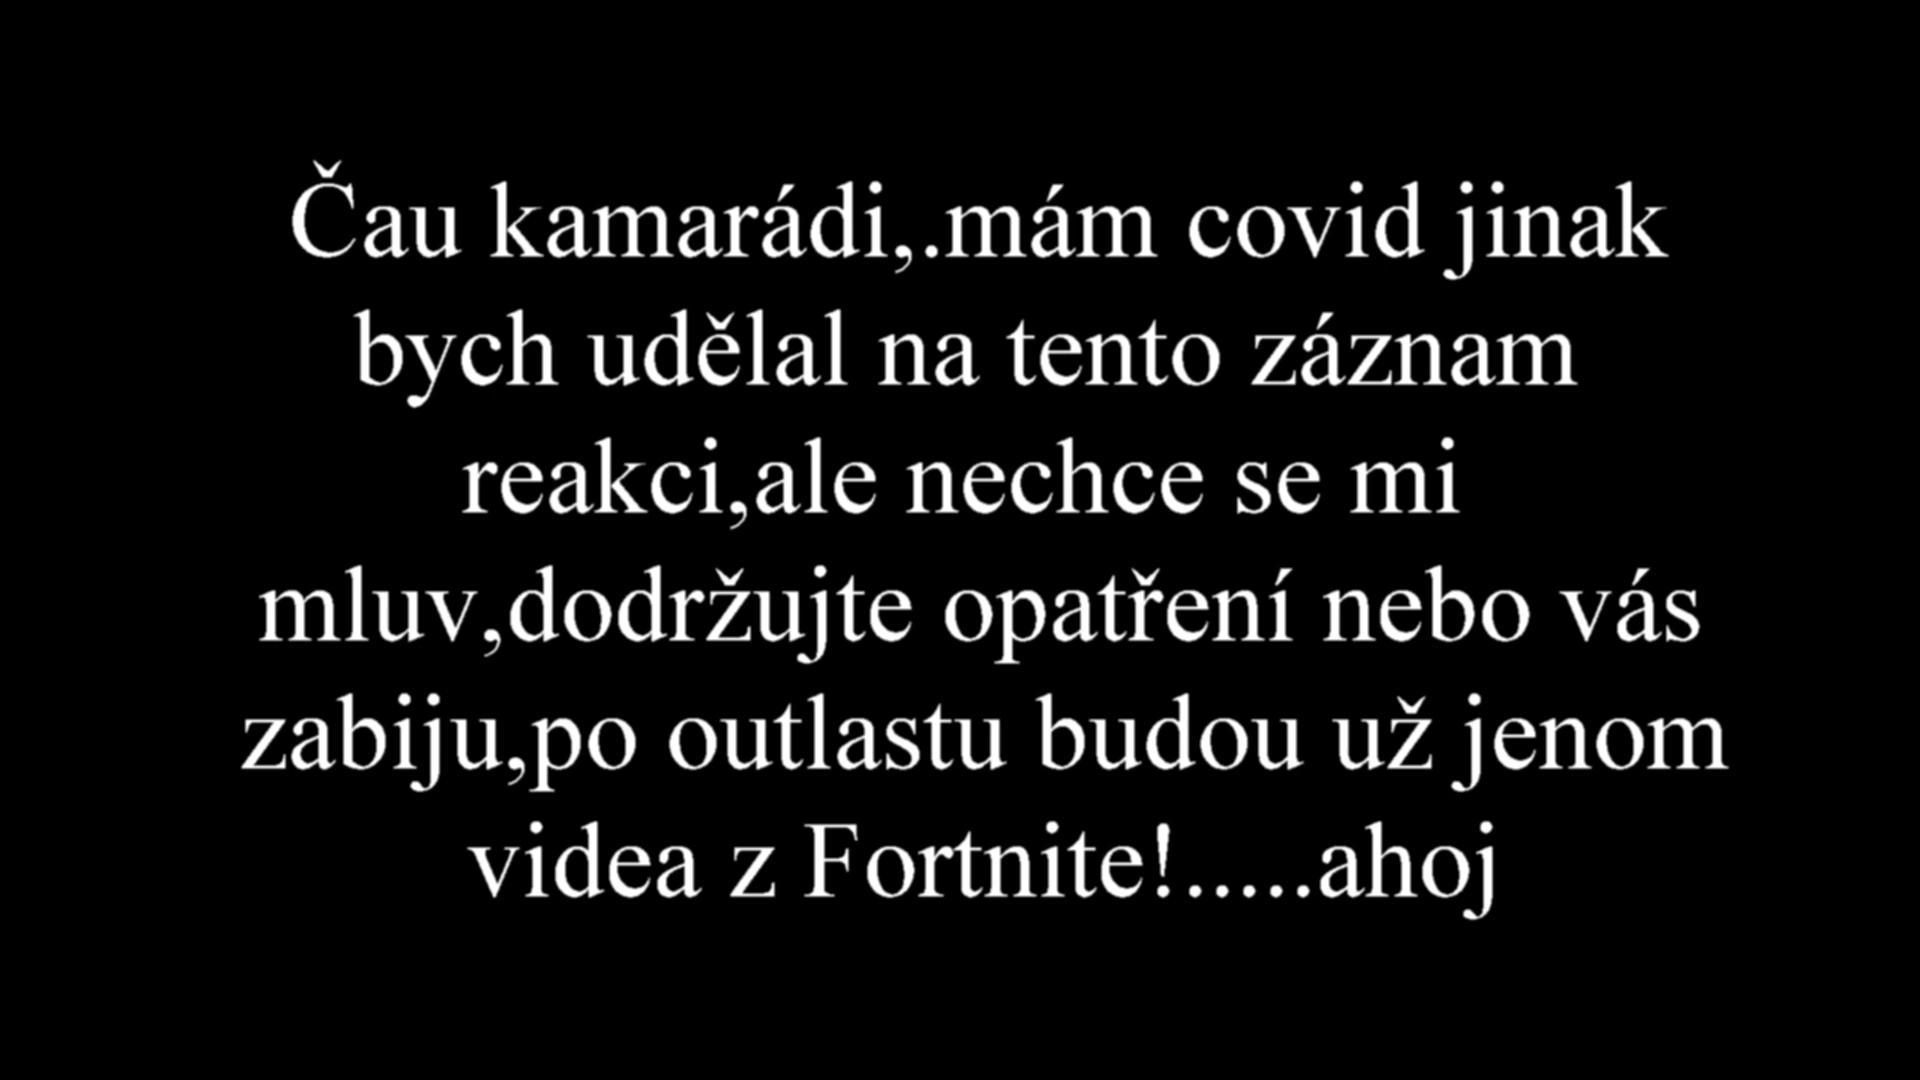 Čau kamarádi,.mám covid jinak
bych udělal na tento záznam
reakci,ale nechce se mi
mluv,dodržujte opatření nebo vás
zabiju,po outlastu budou už jenom
videa z Fortnite!.....ahoj